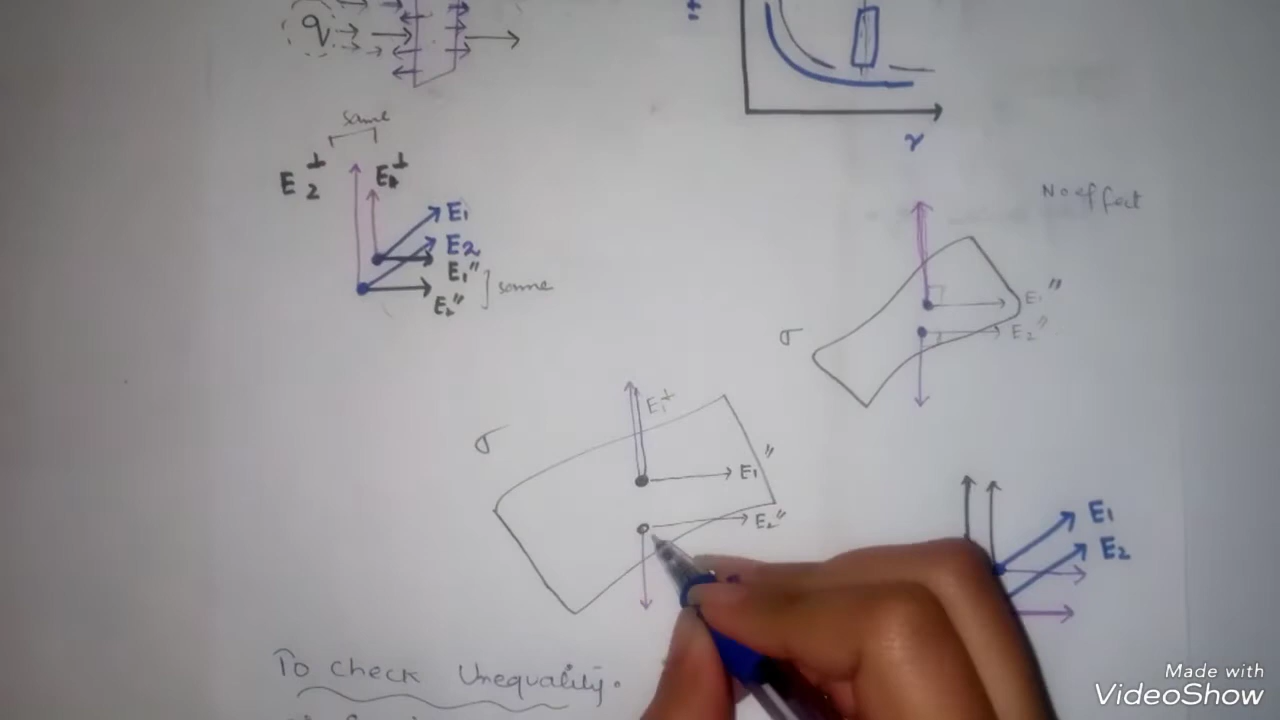 q
r
same
E2⊥ E1⊥
E1
E2
E1"
E2"
same
No effect
σ
E1"
E2"
σ
E1⊥
E1"
E2"
E1
E2
To check Unequality.
Made with
VideoShow